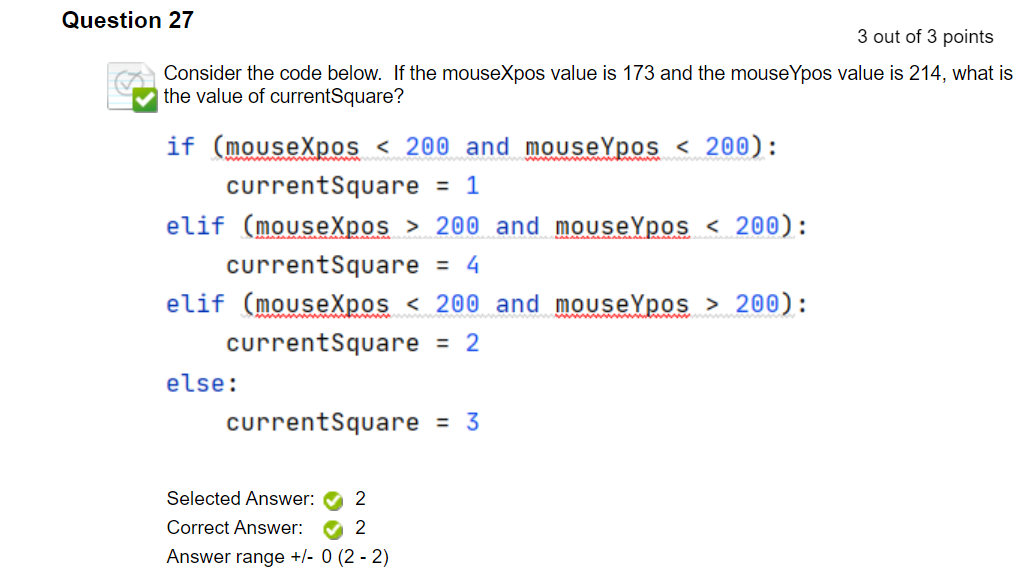 Question 27
3 out of 3 points
Consider the code below. If the mouseXpos value is 173 and the mouseYpos value is 214, what is
the value of currentSquare?
if (mouseXpos < 200 and mouseYpos < 200):
    currentSquare = 1
elif (mouseXpos > 200 and mouseYpos < 200):
    currentSquare = 4
elif (mouseXpos < 200 and mouseYpos > 200):
    currentSquare = 2
else:
    currentSquare = 3
Selected Answer: 2
Correct Answer: 2
Answer range +/- 0 (2 - 2)